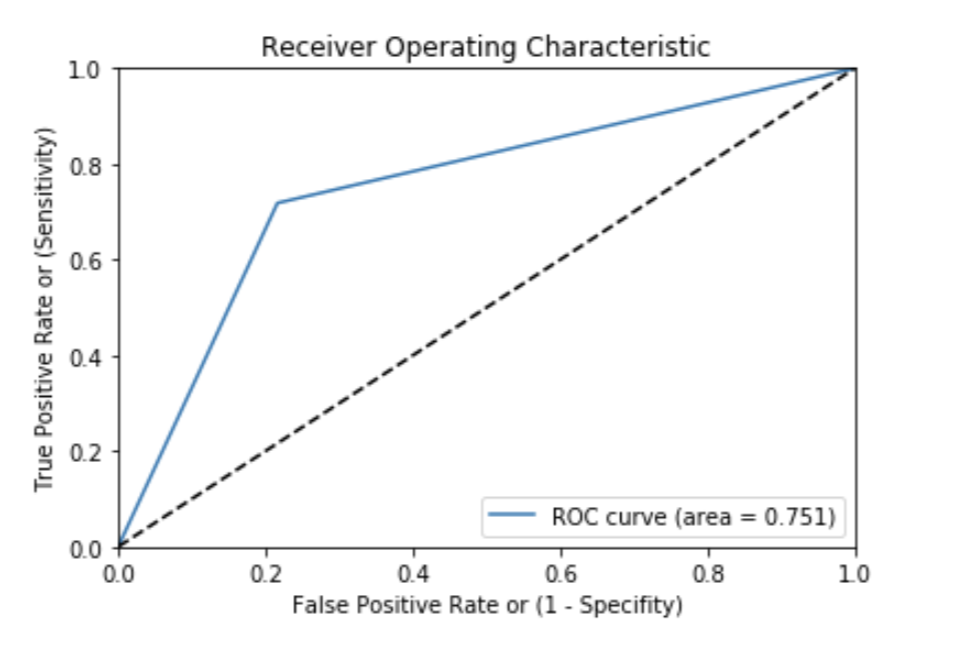 Receiver Operating Characteristic
1.0
0.8
0.6
0.4
0.2
0.0
True Positive Rate or (Sensitivity)
ROC curve (area = 0.751)
0.0 0.2 0.4 0.6 0.8 1.0
False Positive Rate or (1 - Specifity)